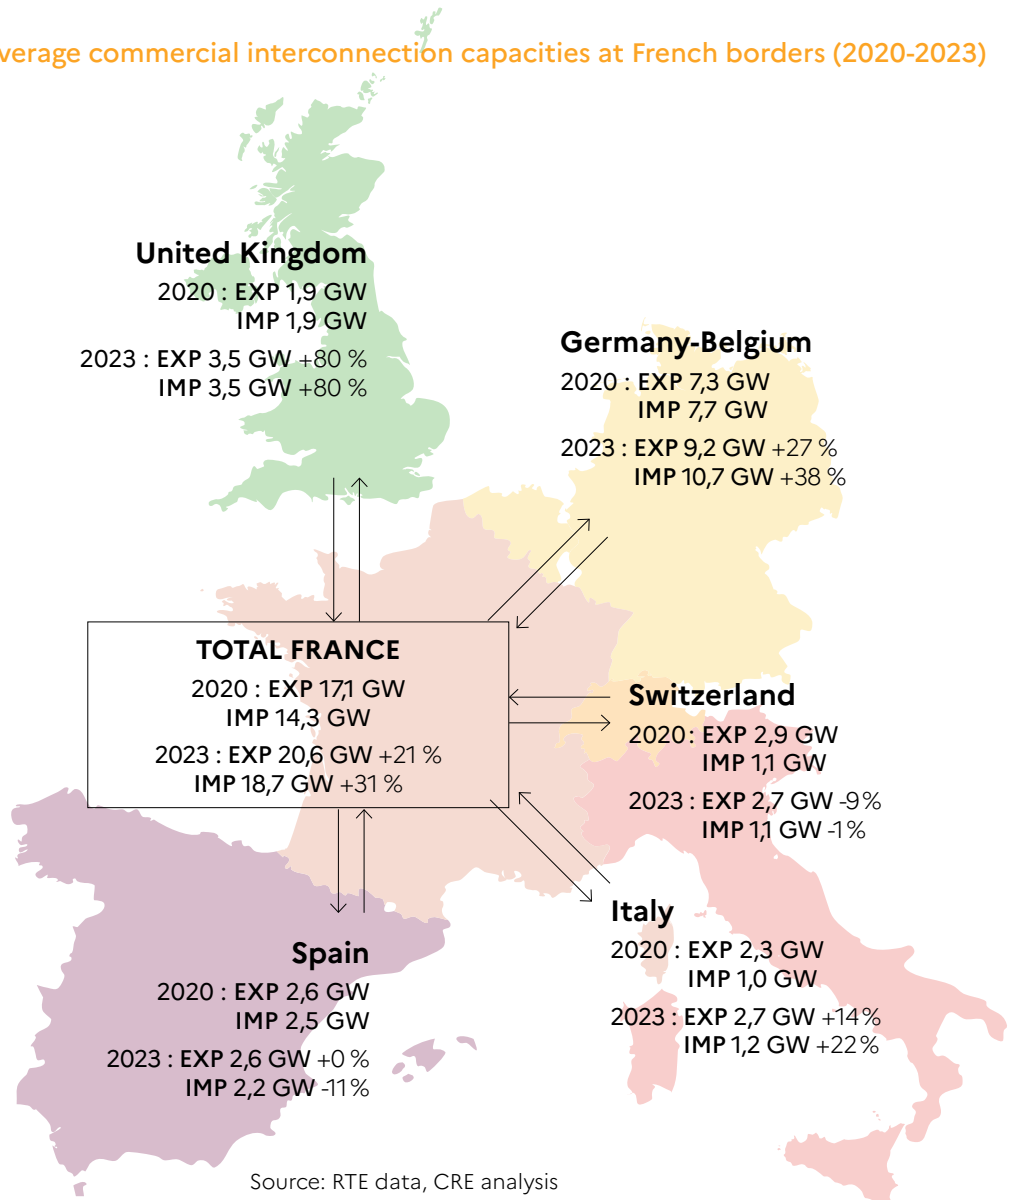 verage commercial interconnection capacities at French borders (2020-2023)
United Kingdom
2020 : EXP 1,9 GW
IMP 1,9 GW
2023 : EXP 3,5 GW +80 %
IMP 3,5 GW +80 %
Germany-Belgium
2020 : EXP 7,3 GW
IMP 7,7 GW
2023 : EXP 9,2 GW +27 %
IMP 10,7 GW +38 %
TOTAL FRANCE
2020 : EXP 17,1 GW
IMP 14,3 GW
2023 : EXP 20,6 GW +21 %
IMP 18,7 GW +31 %
Switzerland
2020: EXP 2,9 GW
IMP 1,1 GW
2023 : EXP 2,7 GW -9%
IMP 1,1 GW -1%
Italy
2020 : EXP 2,3 GW
IMP 1,0 GW
2023 : EXP 2,7 GW +14%
IMP 1,2 GW +22%
Spain
2020 : EXP 2,6 GW
IMP 2,5 GW
2023 : EXP 2,6 GW +0 %
IMP 2,2 GW -11%
Source: RTE data, CRE analysis